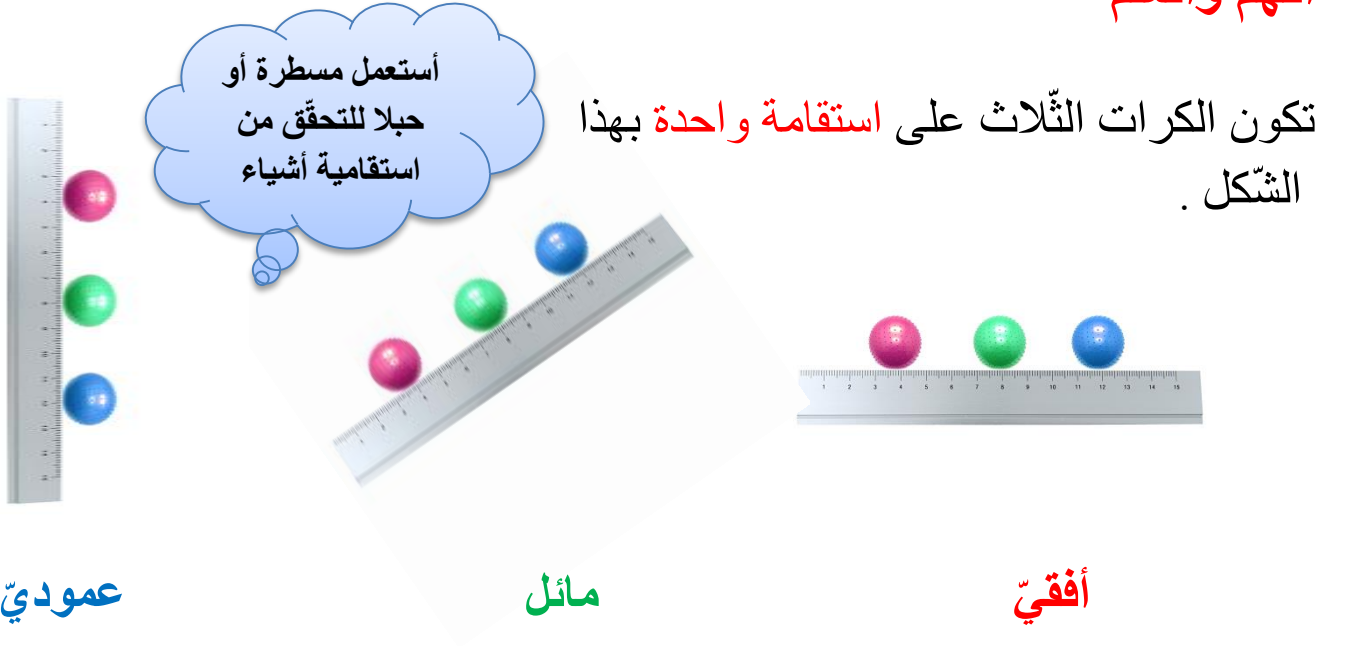 تكون الكرات الثّلاث على استقامة واحدة بهذا
الشّكل .
أستعمل مسطرة أو
حبلا للتحقّق من
استقامية أشياء
أفقيّ
مائل
عموديّ